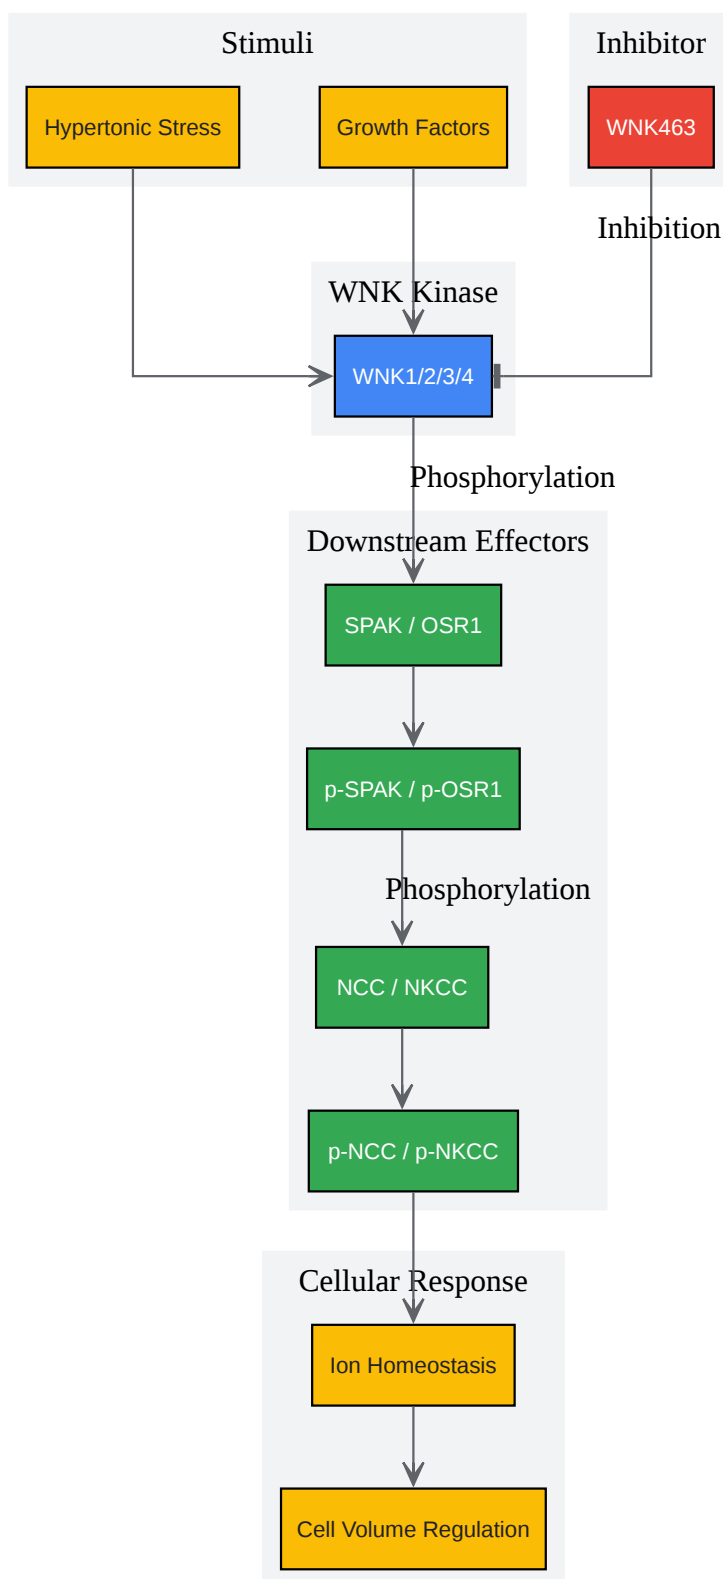 Stimuli
Inhibitor
Hypertonic Stress
Growth Factors
WNK463
Inhibition
WNK Kinase
WNK1/2/3/4
Phosphorylation
Downstream Effectors
SPAK / OSR1
p-SPAK / p-OSR1
Phosphorylation
NCC / NKCC
p-NCC / p-NKCC
Cellular Response
Ion Homeostasis
Cell Volume Regulation